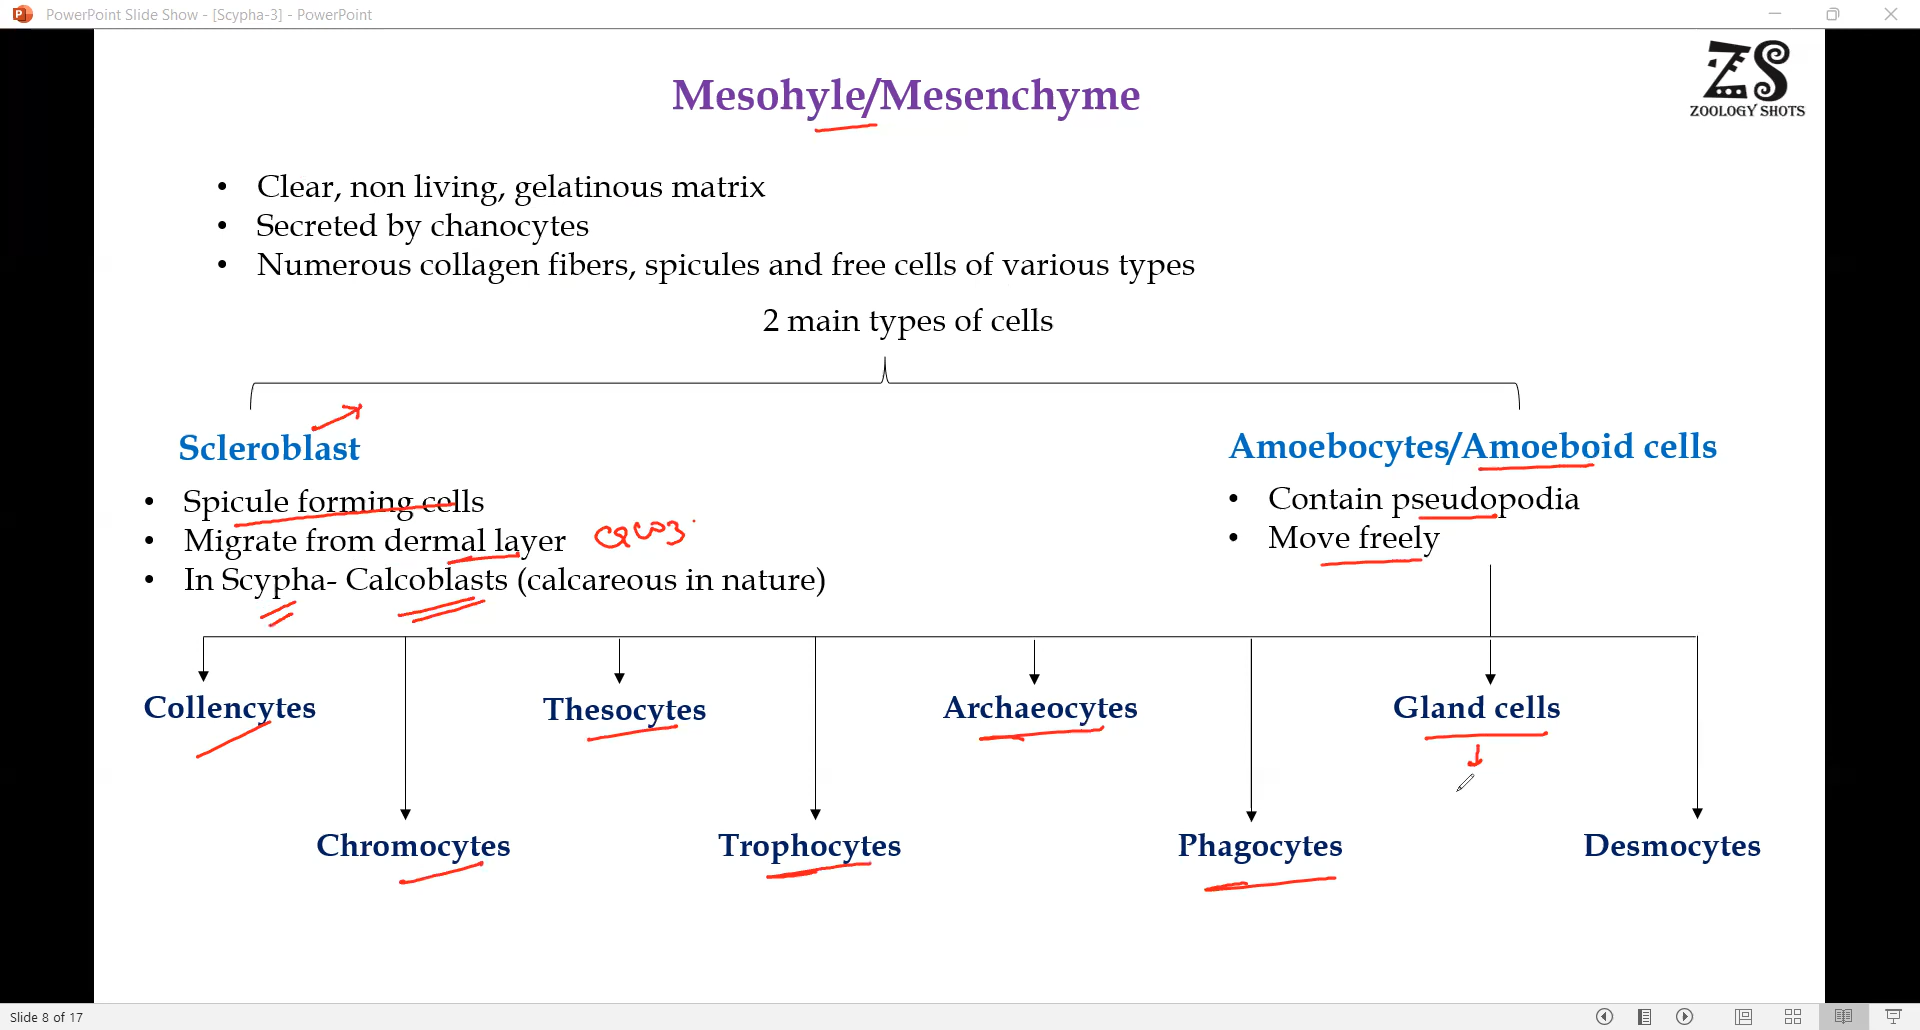 PowerPoint Slide Show - [Scypha-3] - PowerPoint
ZS
ZOOLOGY SHOTS
Mesohyle/Mesenchyme
• Clear, non living, gelatinous matrix
• Secreted by chanocytes
• Numerous collagen fibers, spicules and free cells of various types
2 main types of cells
Scleroblast
• Spicule forming cells
• Migrate from dermal layer
• In Scypha- Calcoblasts (calcareous in nature)
Amoebocytes/Amoeboid cells
• Contain pseudopodia
• Move freely
Collencytes
Thesocytes
Archaeocytes
Gland cells
Chromocytes
Trophocytes
Phagocytes
Desmocytes
Slide 8 of 17